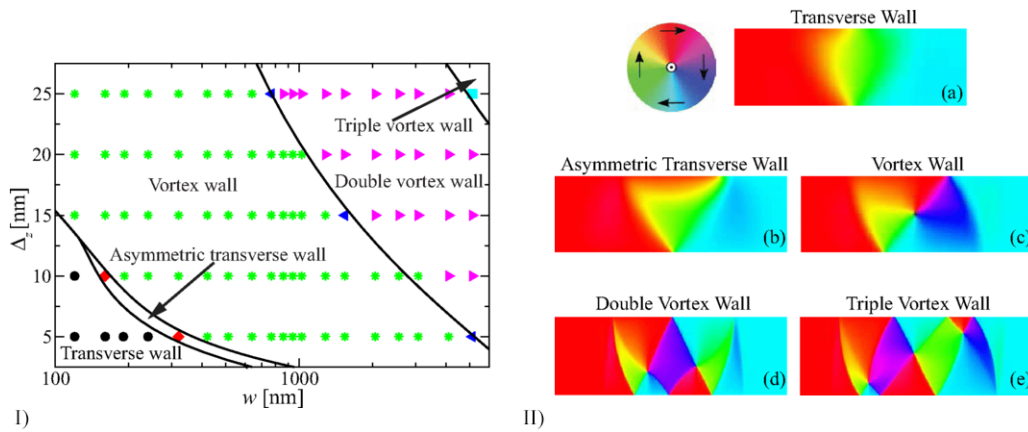 25
20
15
10
5
Δz [nm]
100
1000
w [nm]
Triple vortex wall
Vortex wall
Double vortex wall
Asymmetric transverse wall
Transverse wall
I)
Transverse Wall
(a)
Asymmetric Transverse Wall
(b)
Vortex Wall
(c)
Double Vortex Wall
(d)
Triple Vortex Wall
(e)
II)